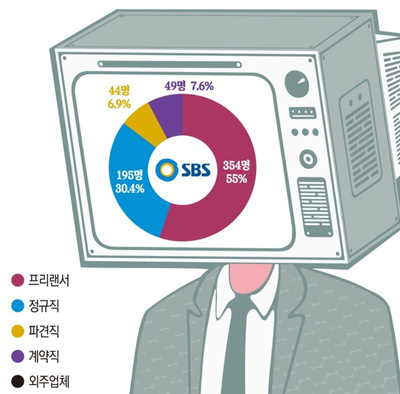 49명 7.6%
44명
6.9%
354명
55%
195명
30.4%
SBS
프리랜서
정규직
파견직
계약직
외주업체